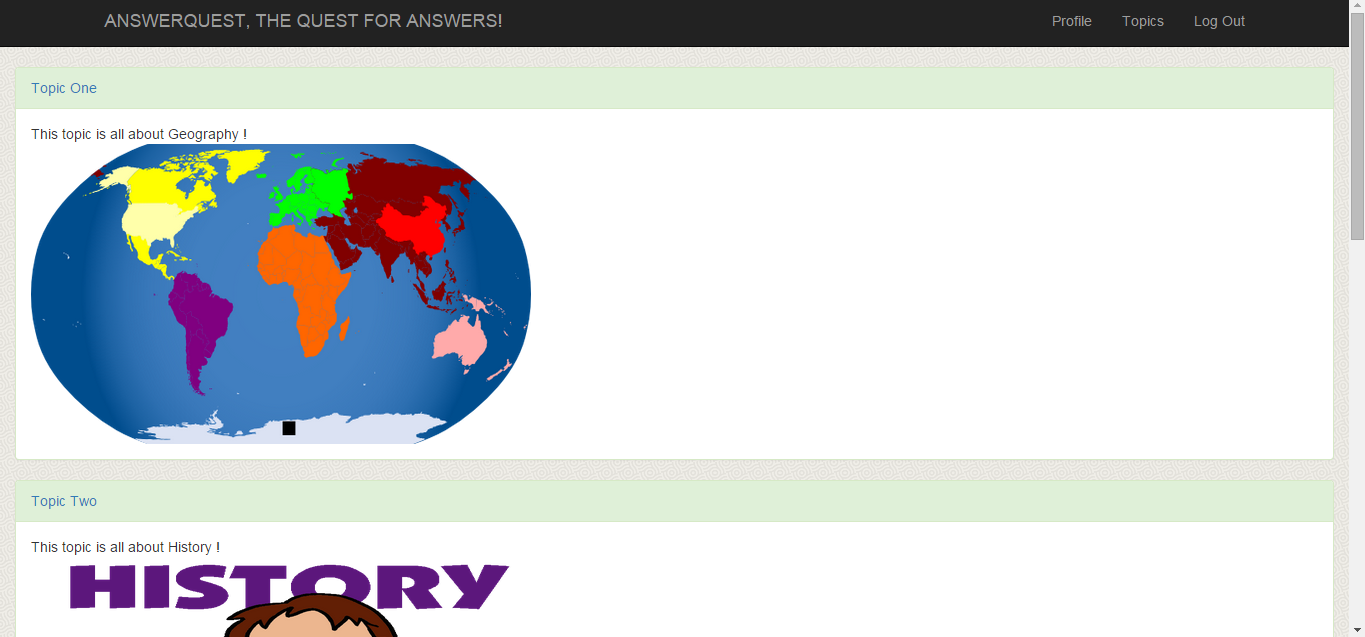 ANSWERQUEST, THE QUEST FOR ANSWERS! Profile Topics Log Out
Topic One
This topic is all about Geography !
Topic Two
This topic is all about History !
HISTORY